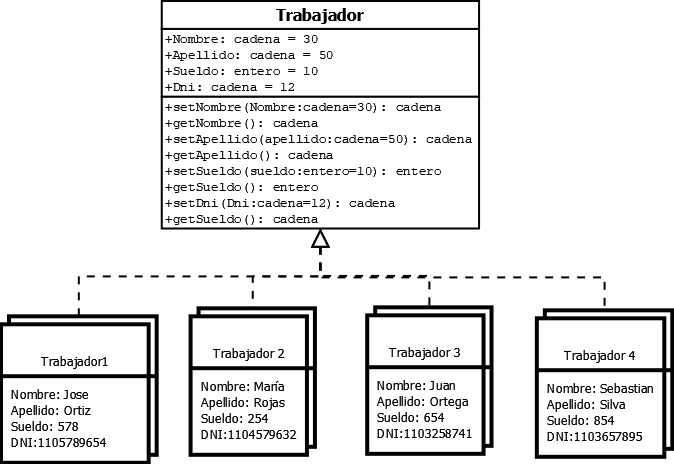 Trabajador
+Nombre: cadena = 30
+Apellido: cadena = 50
+Sueldo: entero = 10
+Dni: cadena = 12
+setNombre(Nombre:cadena=30): cadena
+getNombre(): cadena
+setApellido(apellido:cadena=50): cadena
+getApellido(): cadena
+setSueldo(sueldo:entero=10): entero
+getSueldo(): entero
+setDni(Dni:cadena=12): cadena
+getSueldo(): cadena
Trabajador1
Nombre: Jose
Apellido: Ortiz
Sueldo: 578
DNI:1105789654
Trabajador 2
Nombre: María
Apellido: Rojas
Sueldo: 254
DNI:1104579632
Trabajador 3
Nombre: Juan
Apellido: Ortega
Sueldo: 654
DNI:1103258741
Trabajador 4
Nombre: Sebastian
Apellido: Silva
Sueldo: 854
DNI:1103657895